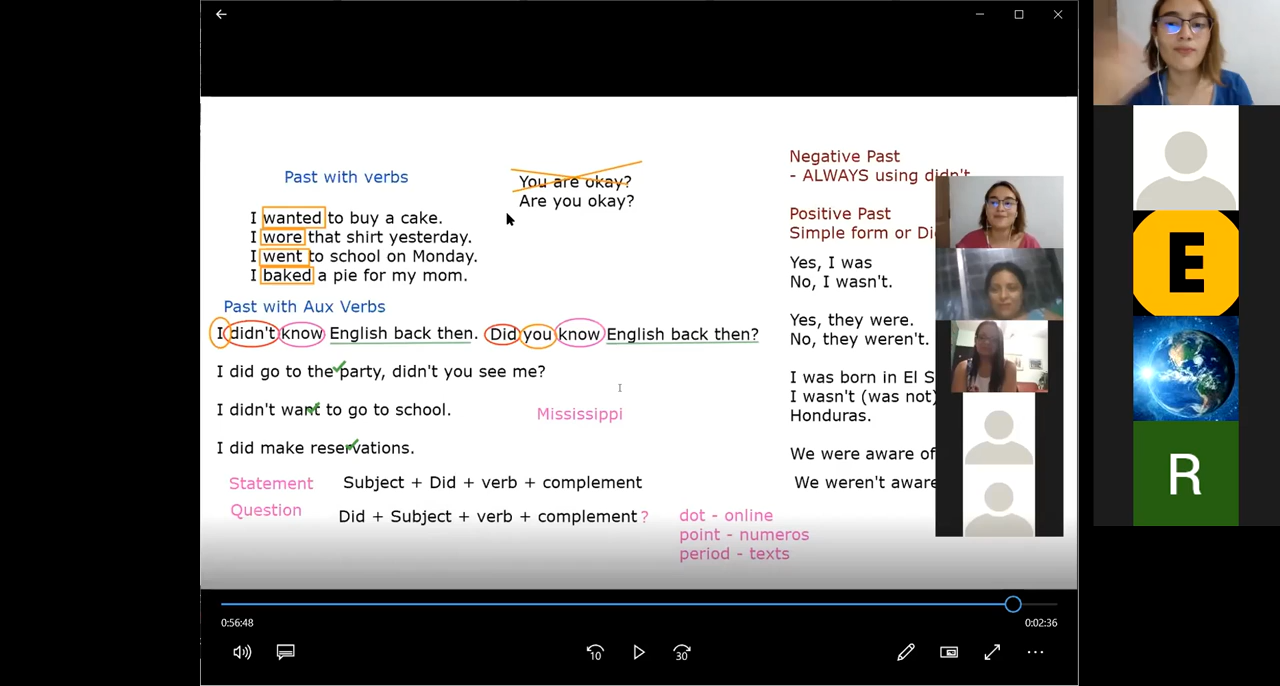 Past with verbs
I wanted to buy a cake.
I wore that shirt yesterday.
I went to school on Monday.
I baked a pie for my mom.
You are okay?
Are you okay?
Past with Aux Verbs
I didn't know English back then. Did you know English back then?
I did go to the party, didn't you see me?
I didn't want to go to school.
Mississippi
I did make reservations.
Statement Subject + Did + verb + complement
Question Did + Subject + verb + complement?
dot - online
point - numeros
period - texts
Negative Past
- ALWAYS using didn't
Positive Past
Simple form or Di
Yes, I was
No, I wasn't.
Yes, they were.
No, they weren't.
I was born in El S
I wasn't (was not)
Honduras.
We were aware of
We weren't aware
E
R
0:56:48
0:02:36
10
30